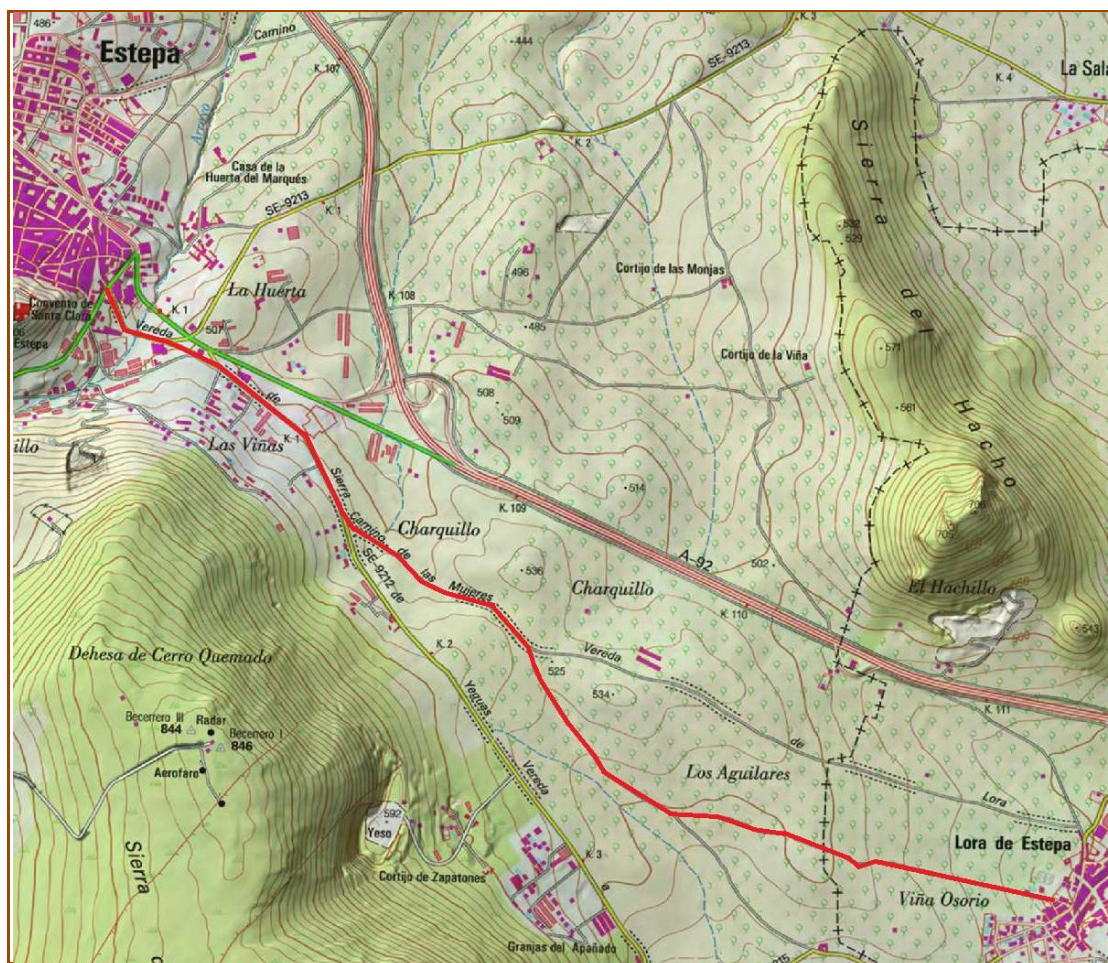 486
Estepa
Camino
K. 107
444
SE-9213
K. 3
K. 4
La Sala
Arroyo
K. 2
Casa de la
Huerta del Marqués
SE-9213
K. 1
Sierra del Hacho
532
529
496
Cortijo de las Monjas
La Huerta
K. 108
Convento de
Santa Clara
K. 1
507
485
06
Estepa
Vereda
571
Cortijo de la Viña
508
509
561
de
K. 1
Las Viñas
illo
Sierra
514
K. 109
706
705
Charquillo
Camino de las Mujeres
SE-9212
de
536
Charquillo
A-92
502
K. 110
El Hachillo
543
K. 2
Dehesa de Cerro Quemado
Vereda
525
534
Yeguas
K. 111
Becerrero III
844
Radar
Becerrero I
846
Aerofaro
Vereda
de
Los Aguilares
Lora
592
Yeso
Sierra
K. 3
Lora de Estepa
Cortijo de Zapatones
a
Viña Osorio
Granjas del Apañado
515